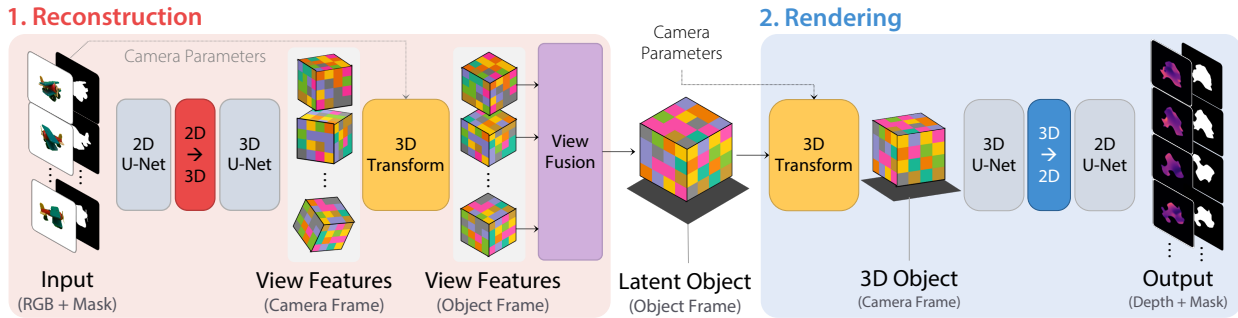 1. Reconstruction
2. Rendering
Camera Parameters
Camera
Parameters
2D
U-Net
2D
→
3D
3D
U-Net
3D
Transform
View
Fusion
3D
Transform
3D
U-Net
3D
→
2D
2D
U-Net
Input
(RGB + Mask)
View Features
(Camera Frame)
View Features
(Object Frame)
Latent Object
(Object Frame)
3D Object
(Camera Frame)
Output
(Depth + Mask)